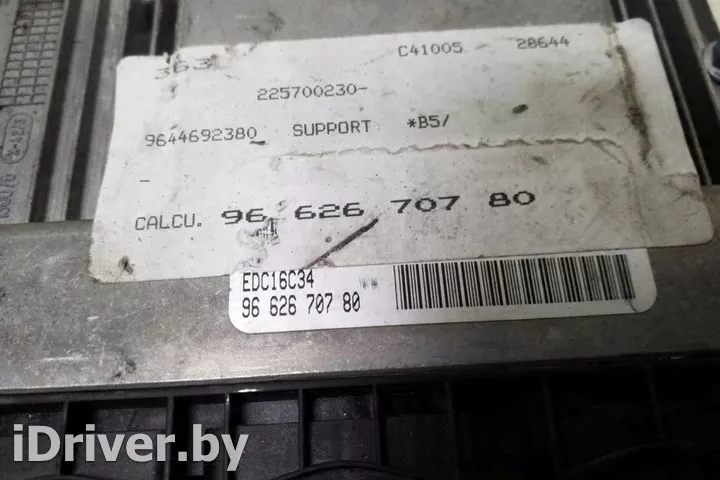 363 C41005 28644
225700230-
9644692380 SUPPORT *B5/
-
CALCU. 96 626 707 80
EDC16C34
96 626 707 80
iDriver.by